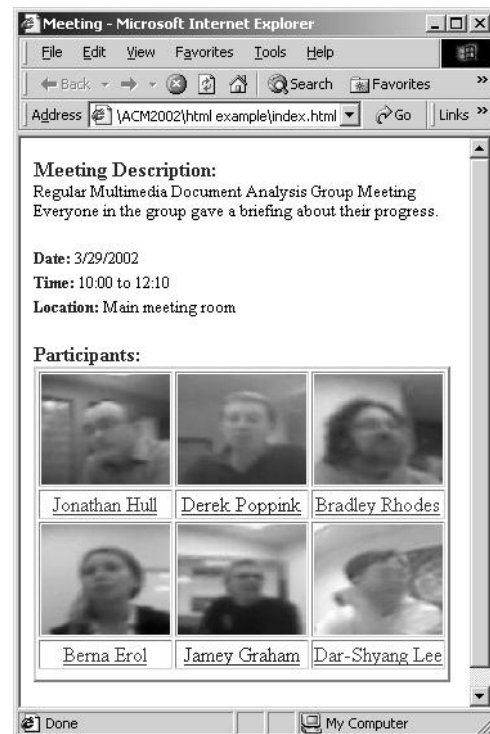 Meeting - Microsoft Internet Explorer
File Edit View Favorites Tools Help
Back Search Favorites »
Address \ACM2002\html example\index.html Go Links »
Meeting Description:
Regular Multimedia Document Analysis Group Meeting
Everyone in the group gave a briefing about their progress.
Date: 3/29/2002
Time: 10:00 to 12:10
Location: Main meeting room
Participants:
Jonathan Hull Derek Poppink Bradley Rhodes
Berna Erol Jamey Graham Dar-Shyang Lee
Done My Computer